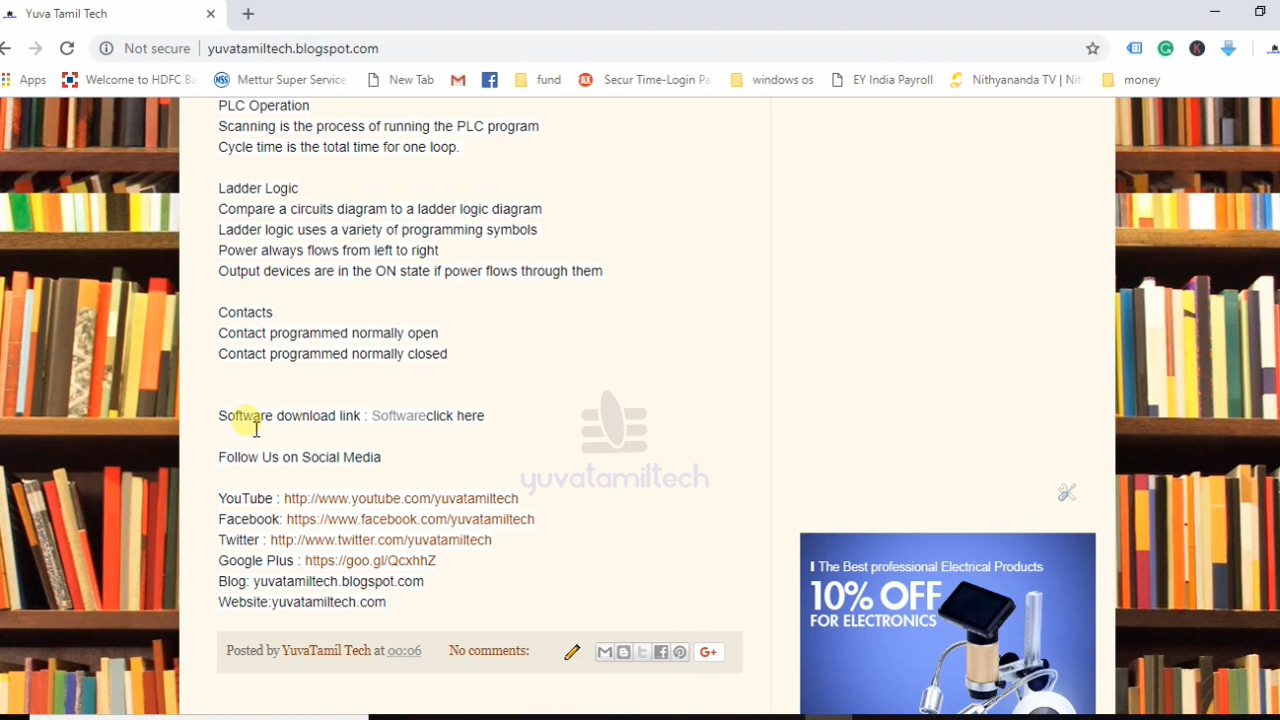 Yuva Tamil Tech
Not secure
yuvatamiltech.blogspot.com
Apps
Welcome to HDFC Ba
Mettur Super Service
New Tab
fund
Secur Time-Login Pa
windows os
EY India Payroll
Nithyananda TV | Nit
money
PLC Operation
Scanning is the process of running the PLC program
Cycle time is the total time for one loop.
Ladder Logic
Compare a circuits diagram to a ladder logic diagram
Ladder logic uses a variety of programming symbols
Power always flows from left to right
Output devices are in the ON state if power flows through them
Contacts
Contact programmed normally open
Contact programmed normally closed
Software download link : Softwareclick here
Follow Us on Social Media
yuvatamiltech
YouTube : http://www.youtube.com/yuvatamiltech
Facebook: https://www.facebook.com/yuvatamiltech
Twitter : http://www.twitter.com/yuvatamiltech
Google Plus : https://goo.gl/QcxhhZ
Blog: yuvatamiltech.blogspot.com
Website:yuvatamiltech.com
Posted by YuvaTamil Tech at 00:06 No comments:
G+
The Best professional Electrical Products
10% OFF
FOR ELECTRONICS